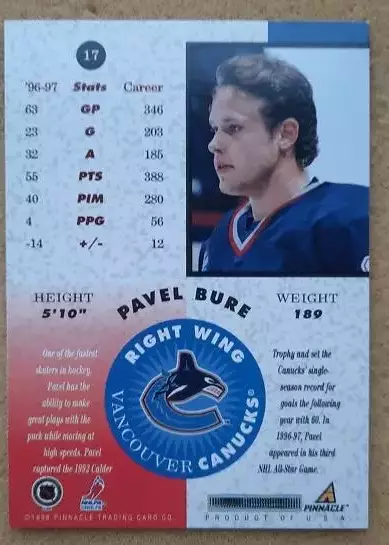 17
'96-97 Stats Career
63 GP 346
23 G 203
32 A 185
55 PTS 388
40 PIM 280
4 PPG 56
-14 +/- 12
HEIGHT
5'10"
PAVEL BURE
WEIGHT
189
RIGHT WING
VANCOUVER CANUCKS®
One of the fastest
skaters in hockey,
Pavel has the
ability to make
great plays with the
puck while moving at
high speeds. Pavel
captured the 1992 Calder
Trophy and set the
Canucks' single-
season record for
goals the following
year with 60. In
1996-97, Pavel
appeared in his third
NHL All-Star Game.
©1998 PINNACLE TRADING CARD CO.
PINNACLE
PRODUCT OF U.S.A.